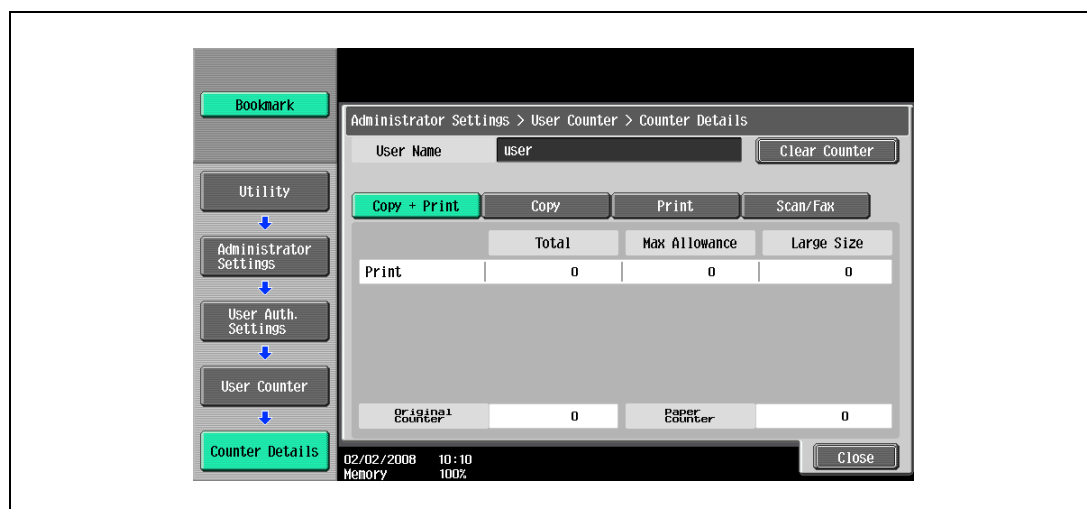 Bookmark
Utility
Administrator
Settings
User Auth.
Settings
User Counter
Counter Details
Administrator Settings > User Counter > Counter Details
User Name user Clear Counter
Copy + Print Copy Print Scan/Fax
Total Max Allowance Large Size
Print 0 0 0
Original
Counter 0
Paper
Counter 0
Close
02/02/2008 10:10
Memory 100%